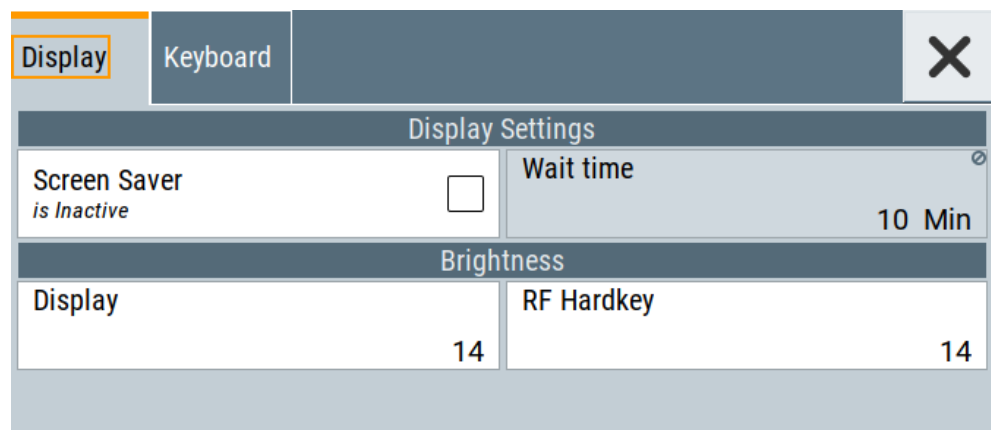 Display
Keyboard
Display Settings
Screen Saver
is Inactive
Wait time
10 Min
Brightness
Display
14
RF Hardkey
14